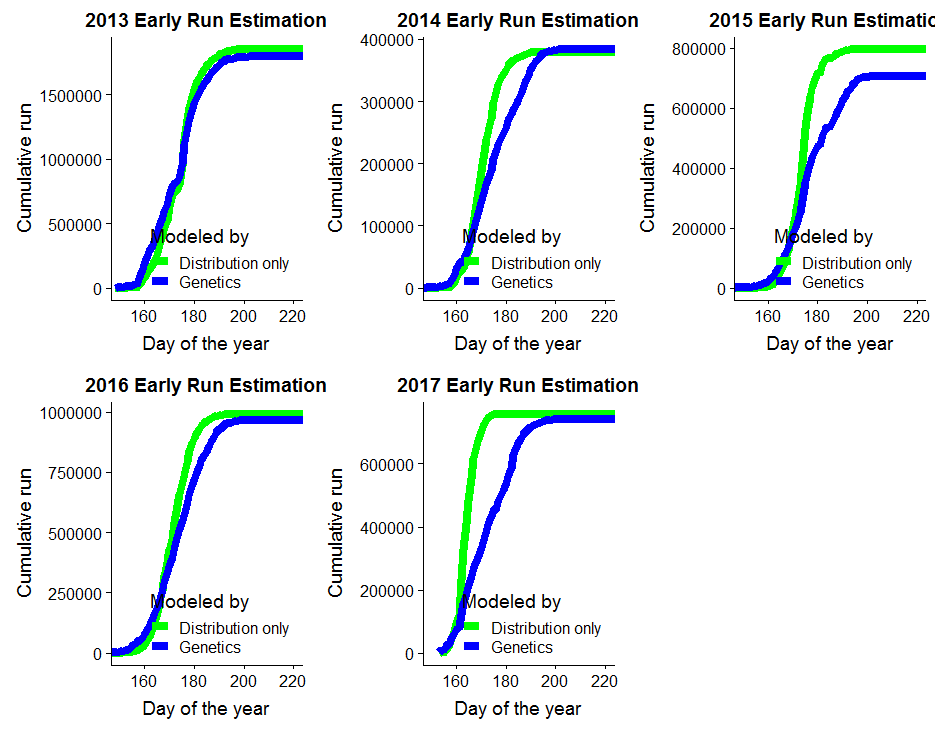 2013 Early Run Estimation
Cumulative run
1500000
1000000
500000
0
Modeled by
Distribution only
Genetics
160 180 200 220
Day of the year
2014 Early Run Estimation
Cumulative run
400000
300000
200000
100000
0
Modeled by
Distribution only
Genetics
160 180 200 220
Day of the year
2015 Early Run Estimatic
Cumulative run
800000
600000
400000
200000
0
Modeled by
Distribution only
Genetics
160 180 200 220
Day of the year
2016 Early Run Estimation
Cumulative run
1000000
750000
500000
250000
0
Modeled by
Distribution only
Genetics
160 180 200 220
Day of the year
2017 Early Run Estimation
Cumulative run
600000
400000
200000
0
Modeled by
Distribution only
Genetics
160 180 200 220
Day of the year